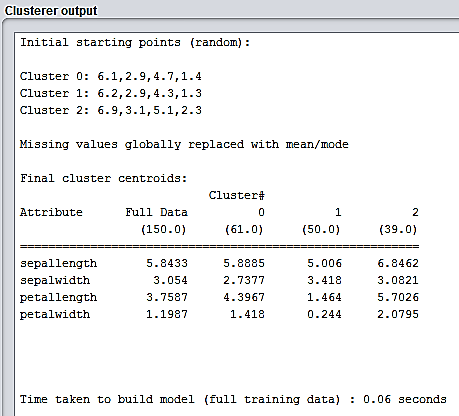 Clusterer output
Initial starting points (random):
Cluster 0: 6.1,2.9,4.7,1.4
Cluster 1: 6.2,2.9,4.3,1.3
Cluster 2: 6.9,3.1,5.1,2.3
Missing values globally replaced with mean/mode
Final cluster centroids:
Cluster#
Attribute Full Data 0 1 2
(150.0) (61.0) (50.0) (39.0)
==========================================================
sepallength 5.8433 5.8885 5.006 6.8462
sepalwidth 3.054 2.7377 3.418 3.0821
petallength 3.7587 4.3967 1.464 5.7026
petalwidth 1.1987 1.418 0.244 2.0795
Time taken to build model (full training data) : 0.06 seconds